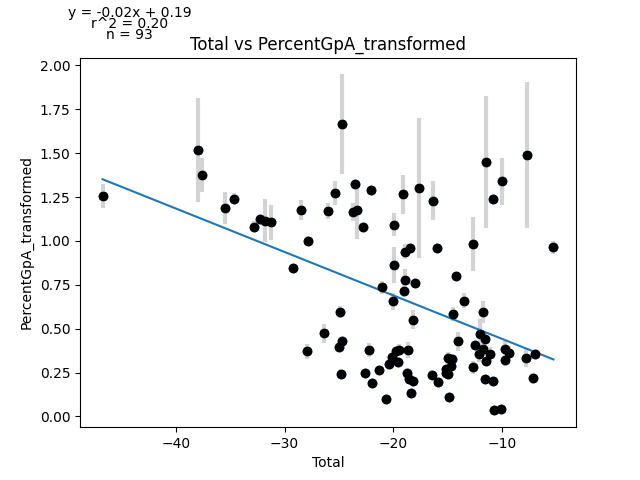 y = -0.02x + 0.19
r^2 = 0.20
n = 93
Total vs PercentGpA_transformed
2.00
1.75
1.50
1.25
1.00
0.75
0.50
0.25
0.00
PercentGpA_transformed
−40
−30
−20
−10
Total